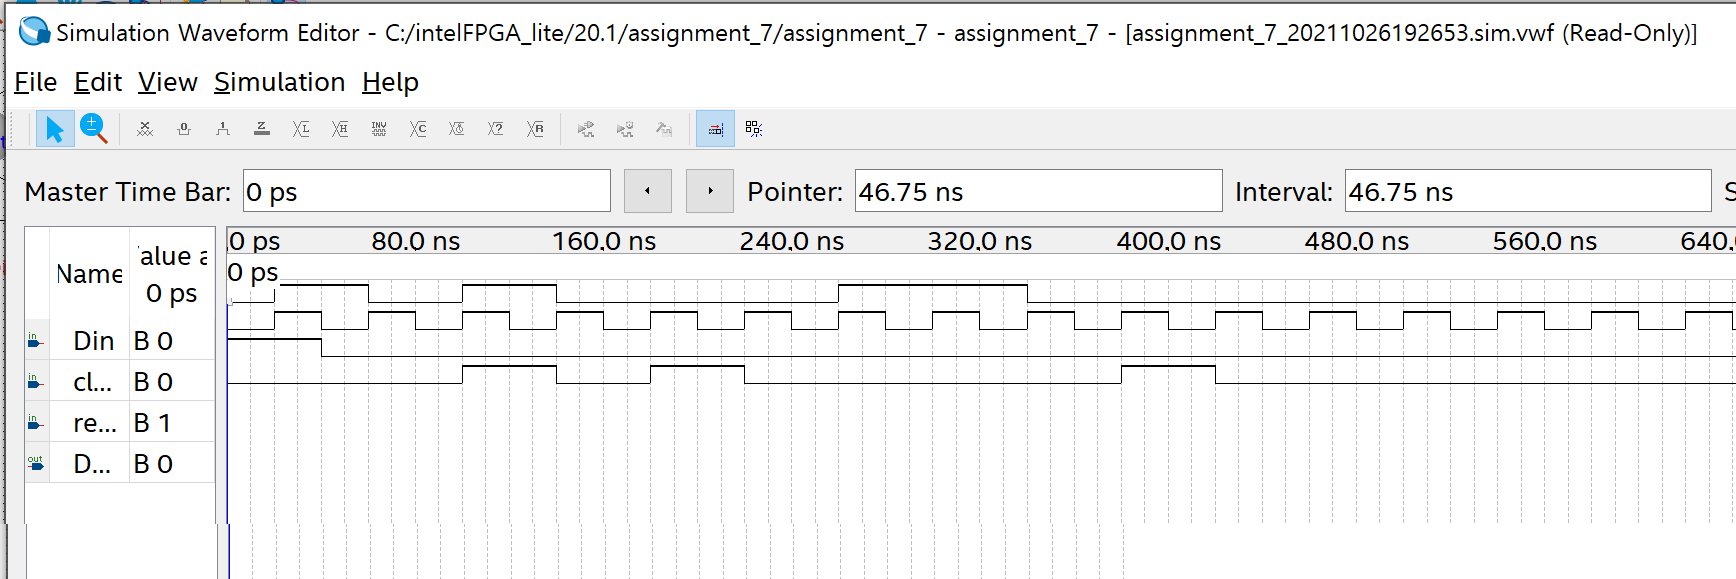 Simulation Waveform Editor - C:/intelFPGA_lite/20.1/assignment_7/assignment_7 - assignment_7 - [assignment_7_20211026192653.sim.vwf (Read-Only)]
File Edit View Simulation Help
Master Time Bar: 0 ps Pointer: 46.75 ns Interval: 46.75 ns S
Name alue a 0 ps
.0 ps 80.0 ns 160.0 ns 240.0 ns 320.0 ns 400.0 ns 480.0 ns 560.0 ns 640.
0 ps
in Din B 0
in cl... B 0
in re... B 1
out D... B 0